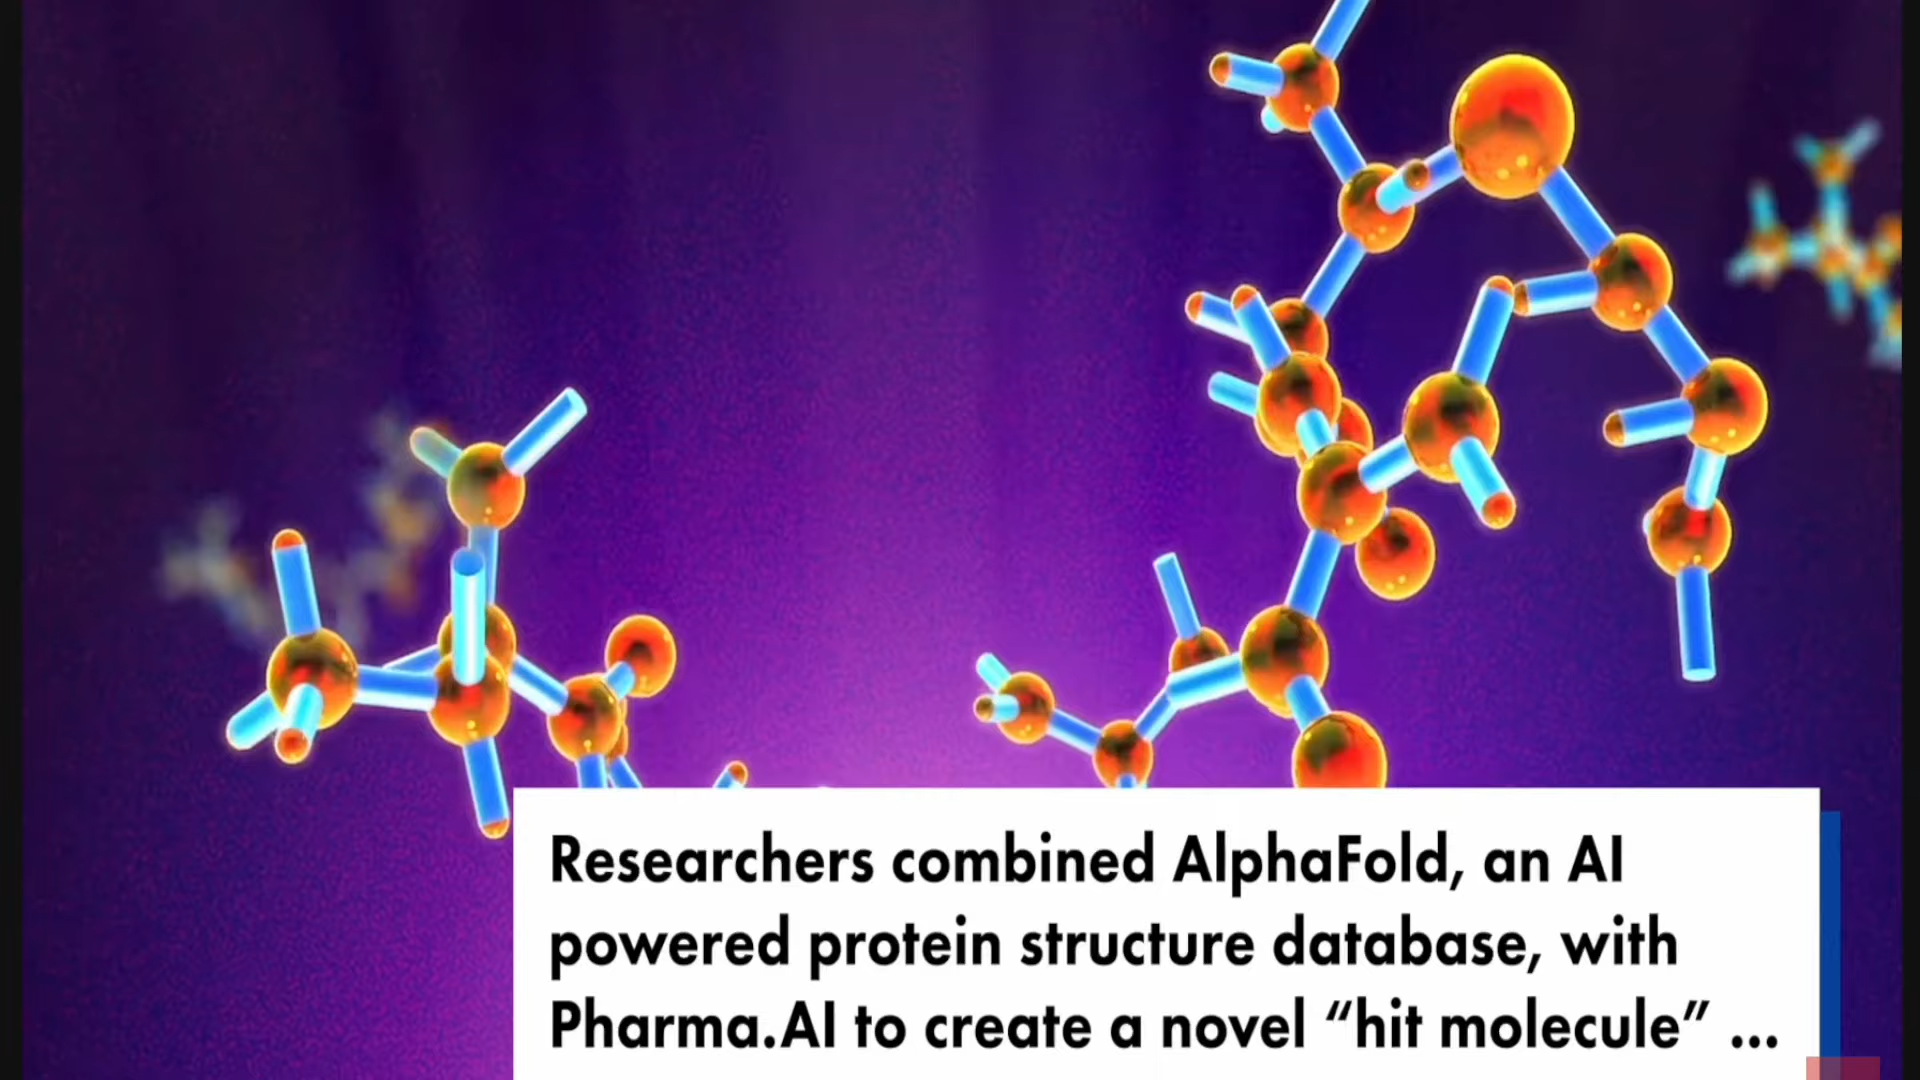 Researchers combined AlphaFold, an AI
powered protein structure database, with
Pharma.AI to create a novel “hit molecule” ...